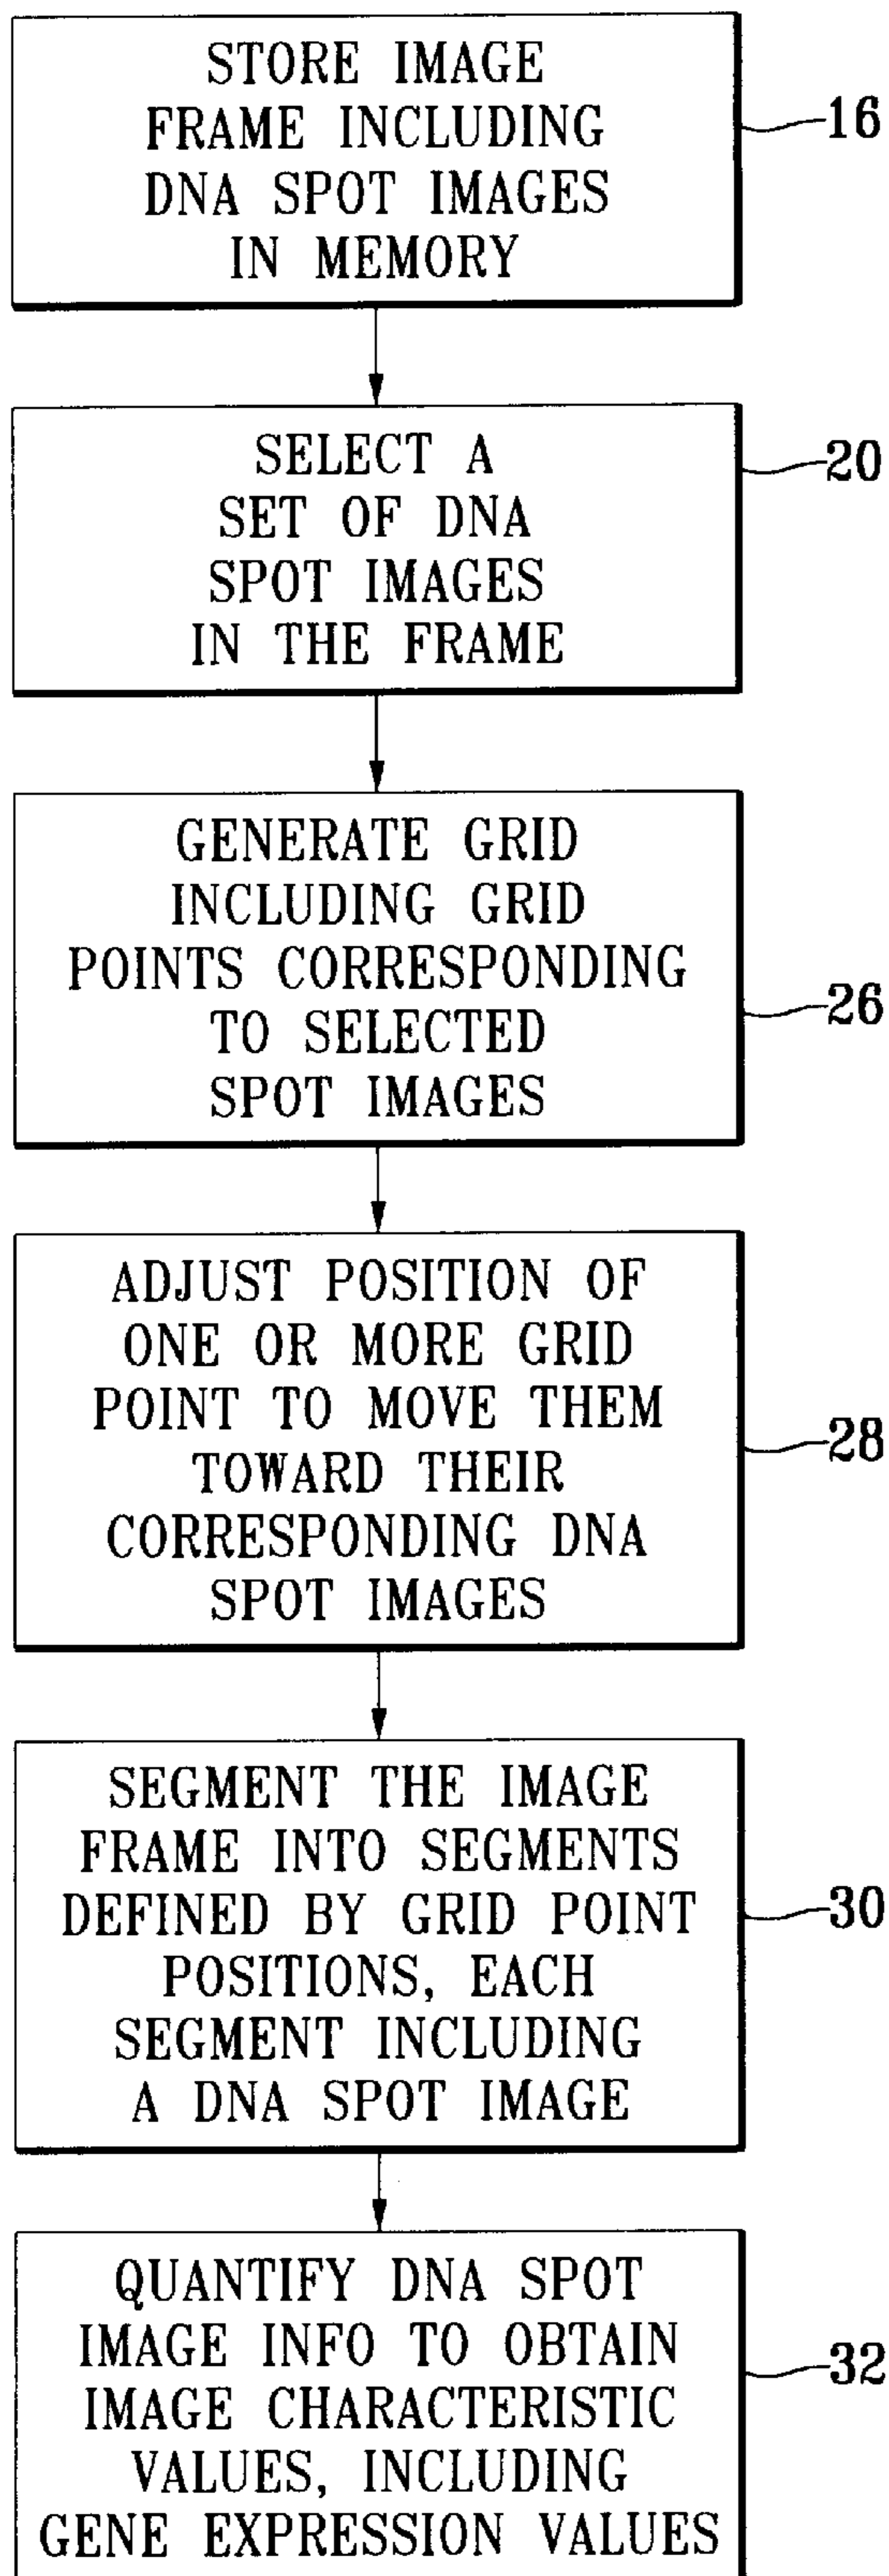 STORE IMAGE
FRAME INCLUDING
DNA SPOT IMAGES
IN MEMORY
16
SELECT A
SET OF DNA
SPOT IMAGES
IN THE FRAME
20
GENERATE GRID
INCLUDING GRID
POINTS CORRESPONDING
TO SELECTED
SPOT IMAGES
26
ADJUST POSITION OF
ONE OR MORE GRID
POINT TO MOVE THEM
TOWARD THEIR
CORRESPONDING DNA
SPOT IMAGES
28
SEGMENT THE IMAGE
FRAME INTO SEGMENTS
DEFINED BY GRID POINT
POSITIONS, EACH
SEGMENT INCLUDING
A DNA SPOT IMAGE
30
QUANTIFY DNA SPOT
IMAGE INFO TO OBTAIN
IMAGE CHARACTERISTIC
VALUES, INCLUDING
GENE EXPRESSION VALUES
32